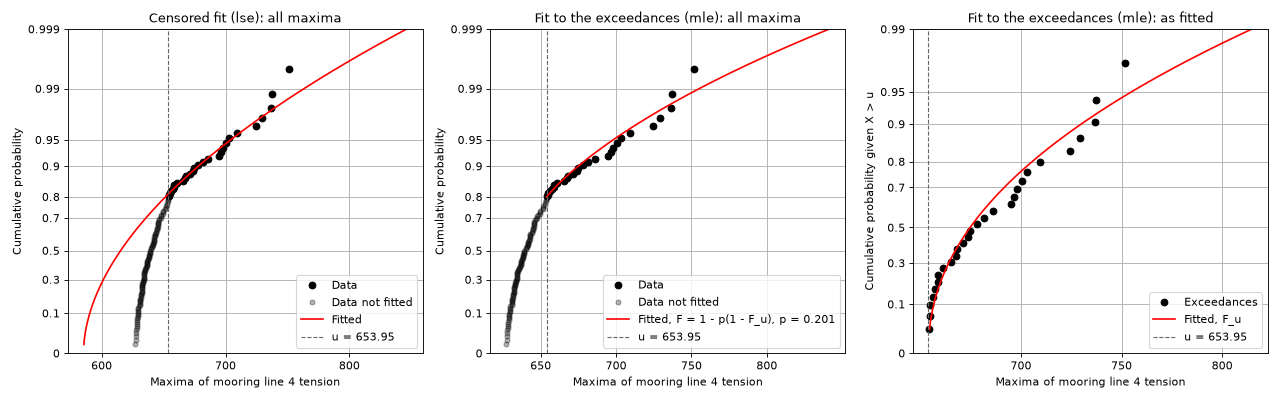 Censored fit (lse): all maxima
Cumulative probability
0.999
0.99
0.95
0.9
0.8
0.7
0.5
0.3
0.1
0
600
700
800
Maxima of mooring line 4 tension
Data
Data not fitted
Fitted
u = 653.95
Fit to the exceedances (mle): all maxima
Cumulative probability
0.999
0.99
0.95
0.9
0.8
0.7
0.5
0.3
0.1
0
650
700
750
800
Maxima of mooring line 4 tension
Data
Data not fitted
Fitted, F = 1 - p(1 - F_u), p = 0.201
u = 653.95
Fit to the exceedances (mle): as fitted
Cumulative probability given X > u
0.99
0.95
0.9
0.8
0.7
0.5
0.3
0.1
0
700
750
800
Maxima of mooring line 4 tension
Exceedances
Fitted, F_u
u = 653.95